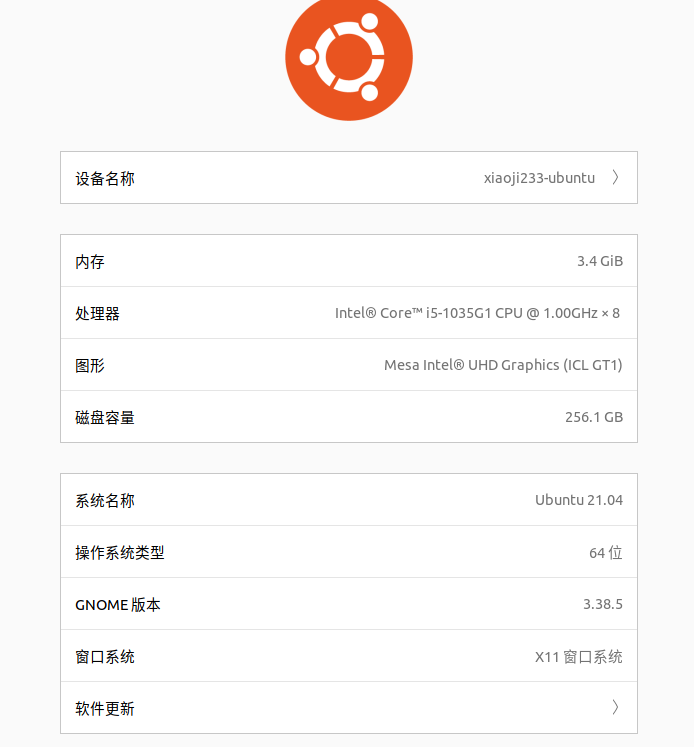 设备名称 xiaoji233-ubuntu
内存 3.4 GiB
处理器 Intel® Core™ i5-1035G1 CPU @ 1.00GHz × 8
图形 Mesa Intel® UHD Graphics (ICL GT1)
磁盘容量 256.1 GB
系统名称 Ubuntu 21.04
操作系统类型 64 位
GNOME 版本 3.38.5
窗口系统 X11 窗口系统
软件更新